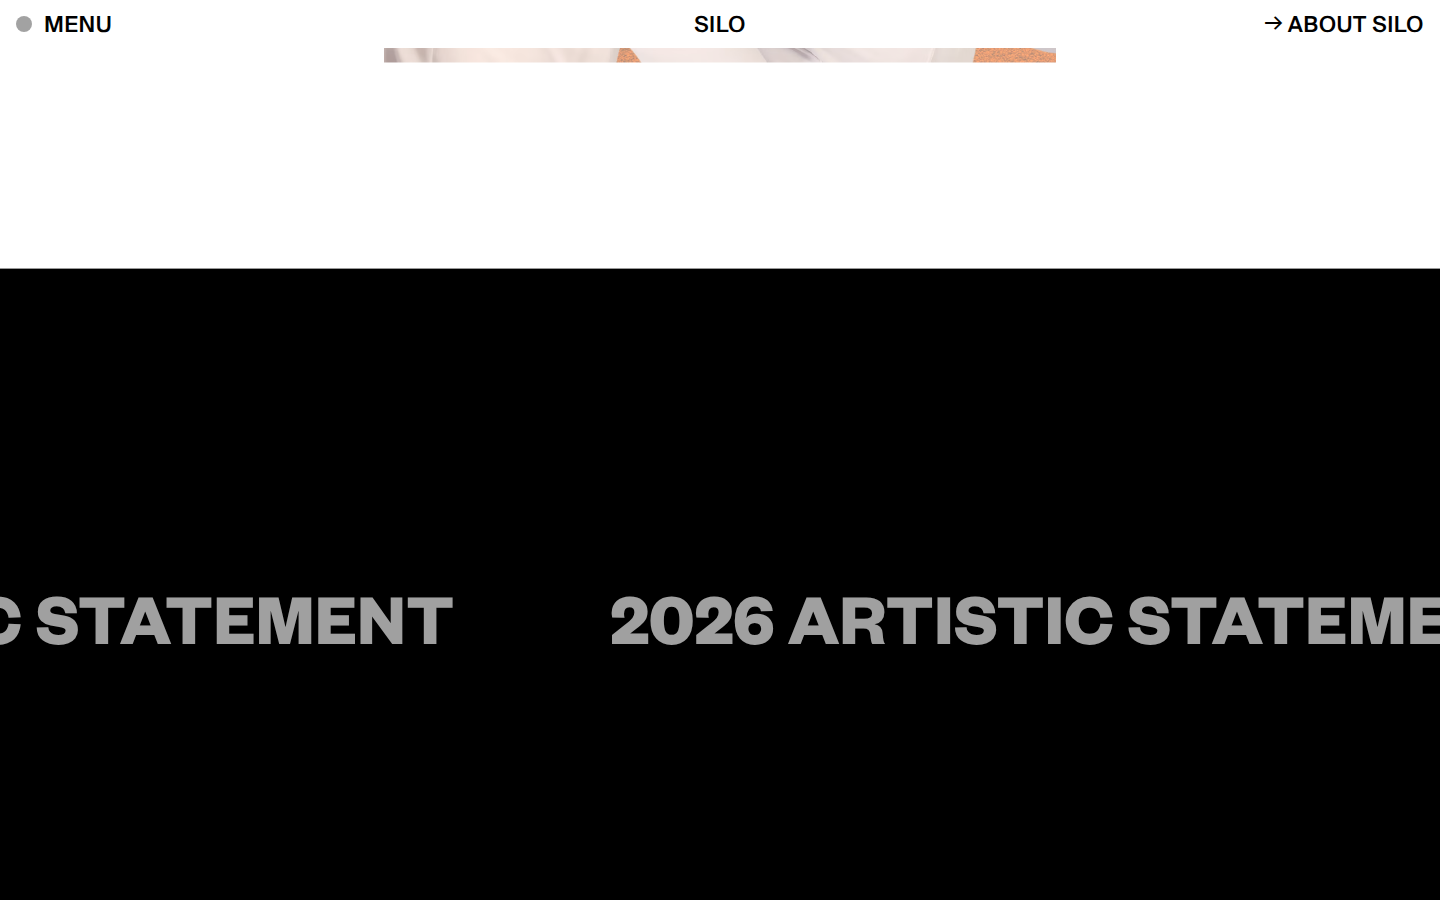 MENU
SILO
→ ABOUT SILO
C STATEMENT
2026 ARTISTIC STATEME